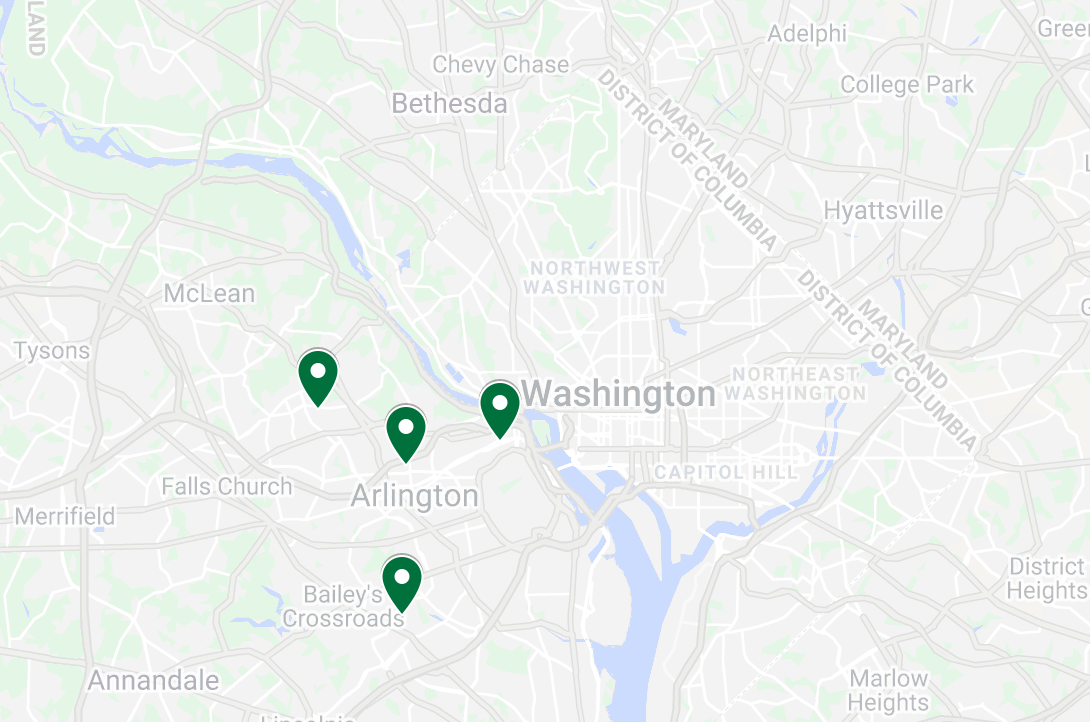 LAND
Adelphi
Chevy Chase
College Park
Bethesda
MARYLAND
DISTRICT OF COLUMBIA
Hyattsville
NORTHWEST
WASHINGTON
McLean
MARYLAND
DISTRICT OF COLUMBIA
Tysons
NORTHEAST
WASHINGTON
Washington
CAPITOL HILL
Falls Church
Arlington
Merrifield
District
Heights
Bailey's
Crossroads
Annandale
Marlow
Heights